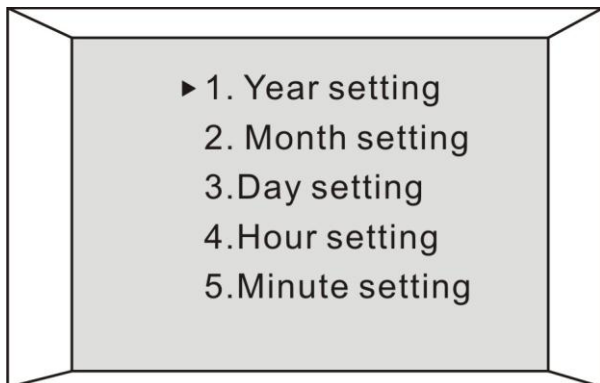 ▶1. Year setting
2. Month setting
3.Day setting
4.Hour setting
5.Minute setting